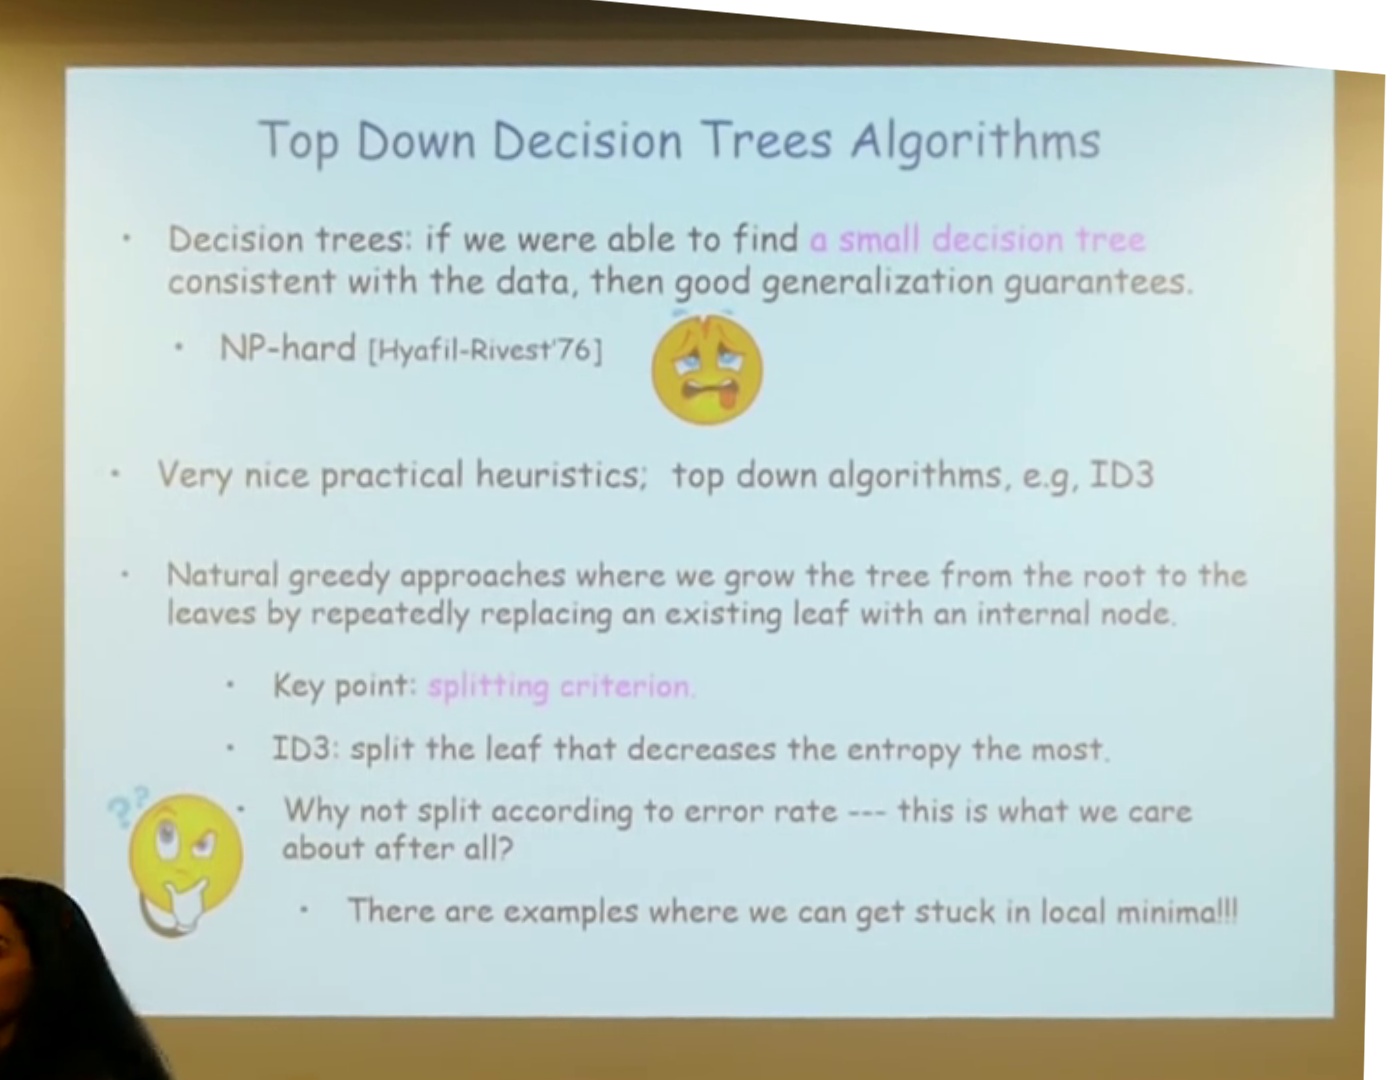 Top Down Decision Trees Algorithms
• Decision trees: if we were able to find a small decision tree
consistent with the data, then good generalization guarantees.
• NP-hard [Hyafil-Rivest'76]
• Very nice practical heuristics; top down algorithms, e.g, ID3
• Natural greedy approaches where we grow the tree from the root to the
leaves by repeatedly replacing an existing leaf with an internal node.
• Key point: splitting criterion.
• ID3: split the leaf that decreases the entropy the most.
??
• Why not split according to error rate --- this is what we care
about after all?
• There are examples where we can get stuck in local minima!!!